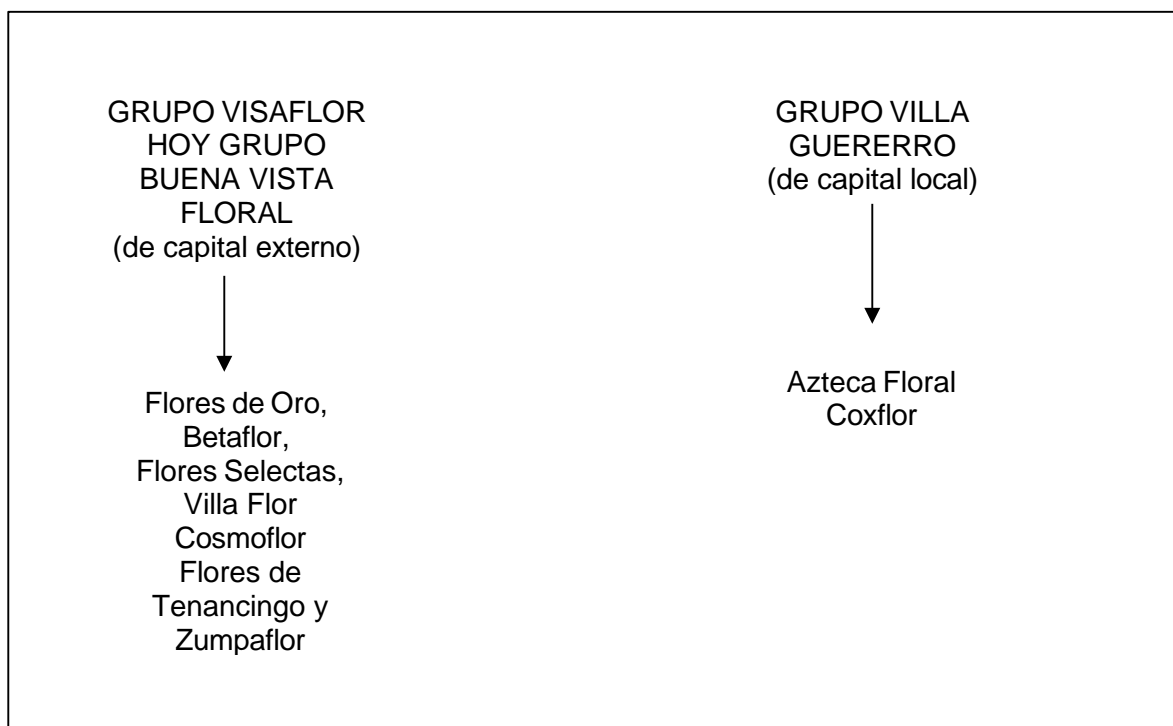 GRUPO VISAFLOR
HOY GRUPO
BUENA VISTA
FLORAL
(de capital externo)
Flores de Oro,
Betaflor,
Flores Selectas,
Villa Flor
Cosmoflor
Flores de
Tenancingo y
Zumpaflor
GRUPO VILLA
GUERERRO
(de capital local)
Azteca Floral
Coxflor